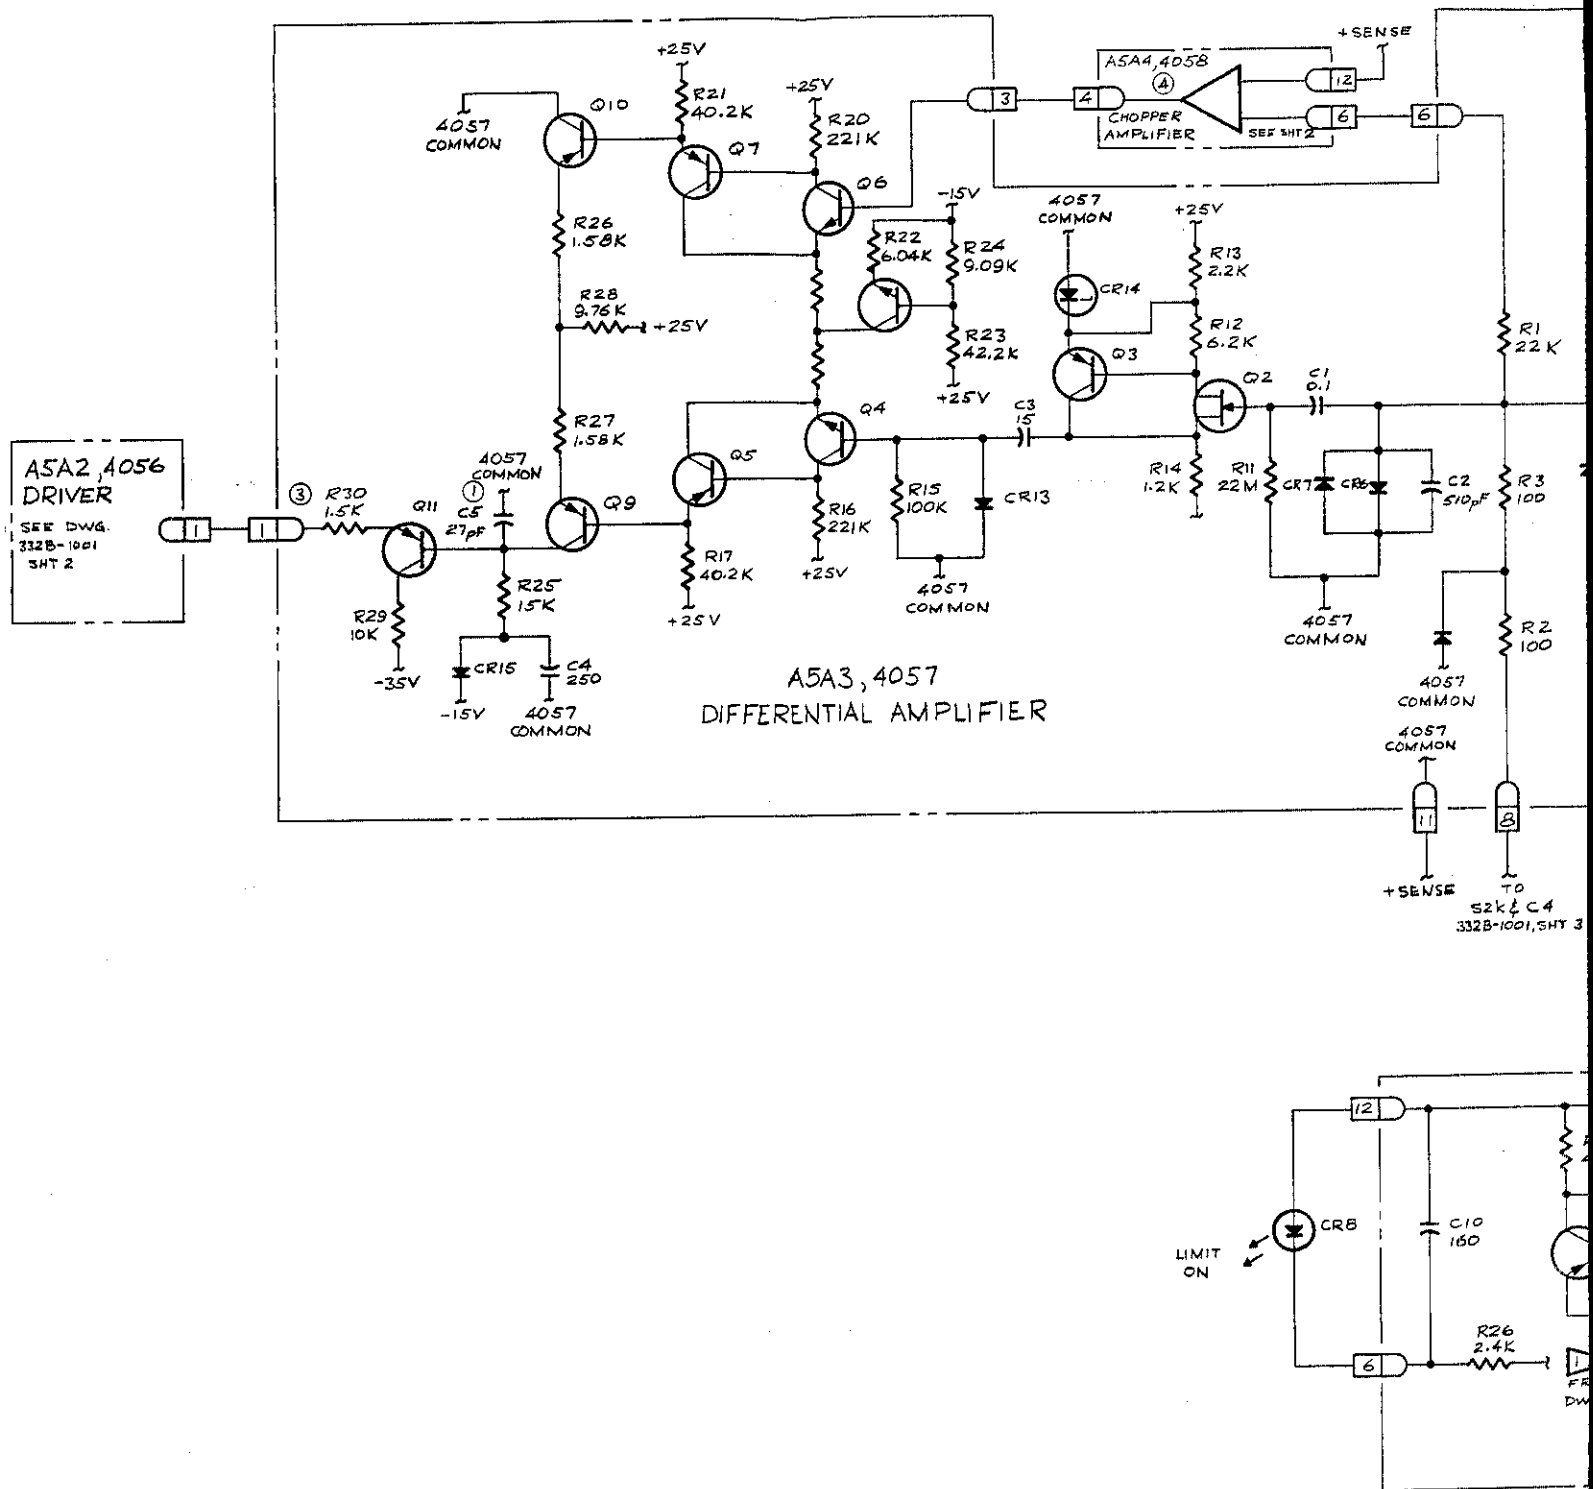 +SENSE
A5A4,4058
4
CHOPPER
AMPLIFIER
SEE SHT 2
12
6
6
4
3
+25V
R21
40.2K
+25V
R20
221K
Q10
4057
COMMON
Q7
Q6
-15V
R22
6.04K
R24
9.09K
R23
42.2K
+25V
4057
COMMON
CR14
+25V
R13
2.2K
R12
6.2K
Q3
Q2
C1
0.1
R1
22K
R26
1.58K
R28
9.76K
+25V
R27
1.58K
Q4
Q5
C3
15
R14
1.2K
R11
22M
CR7
CR6
C2
510pF
R3
100
R15
100K
CR13
R16
221K
+25V
4057
COMMON
4057
COMMON
R2
100
4057
COMMON
A5A2,4056
DRIVER
SEE DWG.
332B-1001
SHT 2
1
1
3
R30
1.5K
Q11
4057
COMMON
1
C5
27pF
Q9
R17
40.2K
+25V
R25
15K
R29
10K
-35V
CR15
-15V
C4
250
4057
COMMON
A5A3,4057
DIFFERENTIAL AMPLIFIER
4057
COMMON
11
8
+SENSE
TO
S2K & C4
332B-1001,SHT 3
12
CR8
LIMIT
ON
C10
160
R26
2.4K
6
1